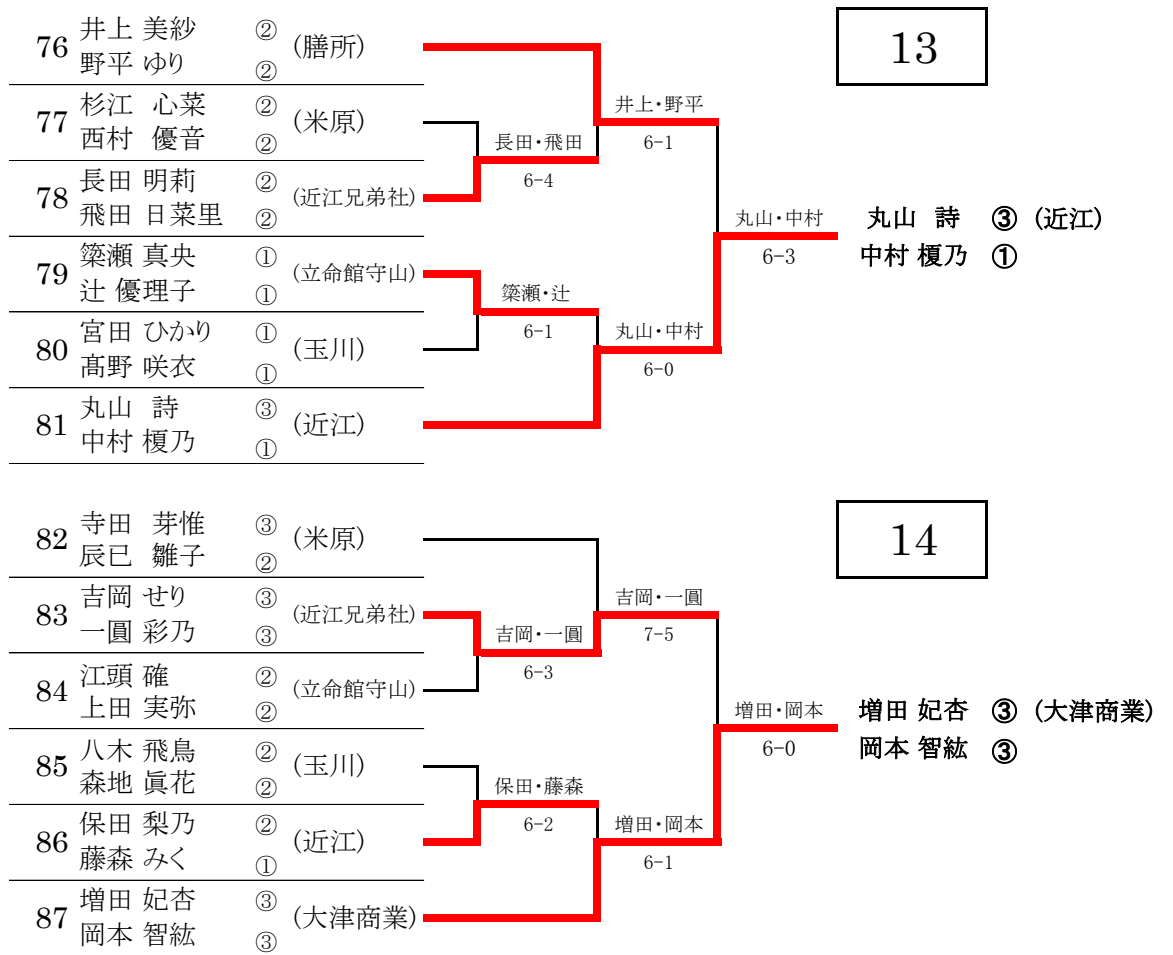 13
76 井上 美紗 ② (膳所)
野平 ゆり ②
77 杉江 心菜 ② (米原)
西村 優音 ②
78 長田 明莉 ② (近江兄弟社)
飛田 日菜里 ②
79 簗瀬 真央 ① (立命館守山)
辻 優理子 ①
80 宮田 ひかり ① (玉川)
髙野 咲衣 ①
81 丸山 詩 ③ (近江)
中村 榎乃 ①
長田・飛田
6-4
簗瀬・辻
6-1
井上・野平
6-1
丸山・中村
6-0
丸山・中村
6-3
丸山 詩 ③ (近江)
中村 榎乃 ①
14
82 寺田 芽惟 ③ (米原)
辰巳 雛子 ②
83 吉岡 せり ③ (近江兄弟社)
一圓 彩乃 ③
84 江頭 確 ② (立命館守山)
上田 実弥 ②
85 八木 飛鳥 ② (玉川)
森地 眞花 ②
86 保田 梨乃 ② (近江)
藤森 みく ①
87 増田 妃杏 ③ (大津商業)
岡本 智紘 ③
吉岡・一圓
6-3
保田・藤森
6-2
吉岡・一圓
7-5
増田・岡本
6-1
増田・岡本
6-0
増田 妃杏 ③ (大津商業)
岡本 智紘 ③